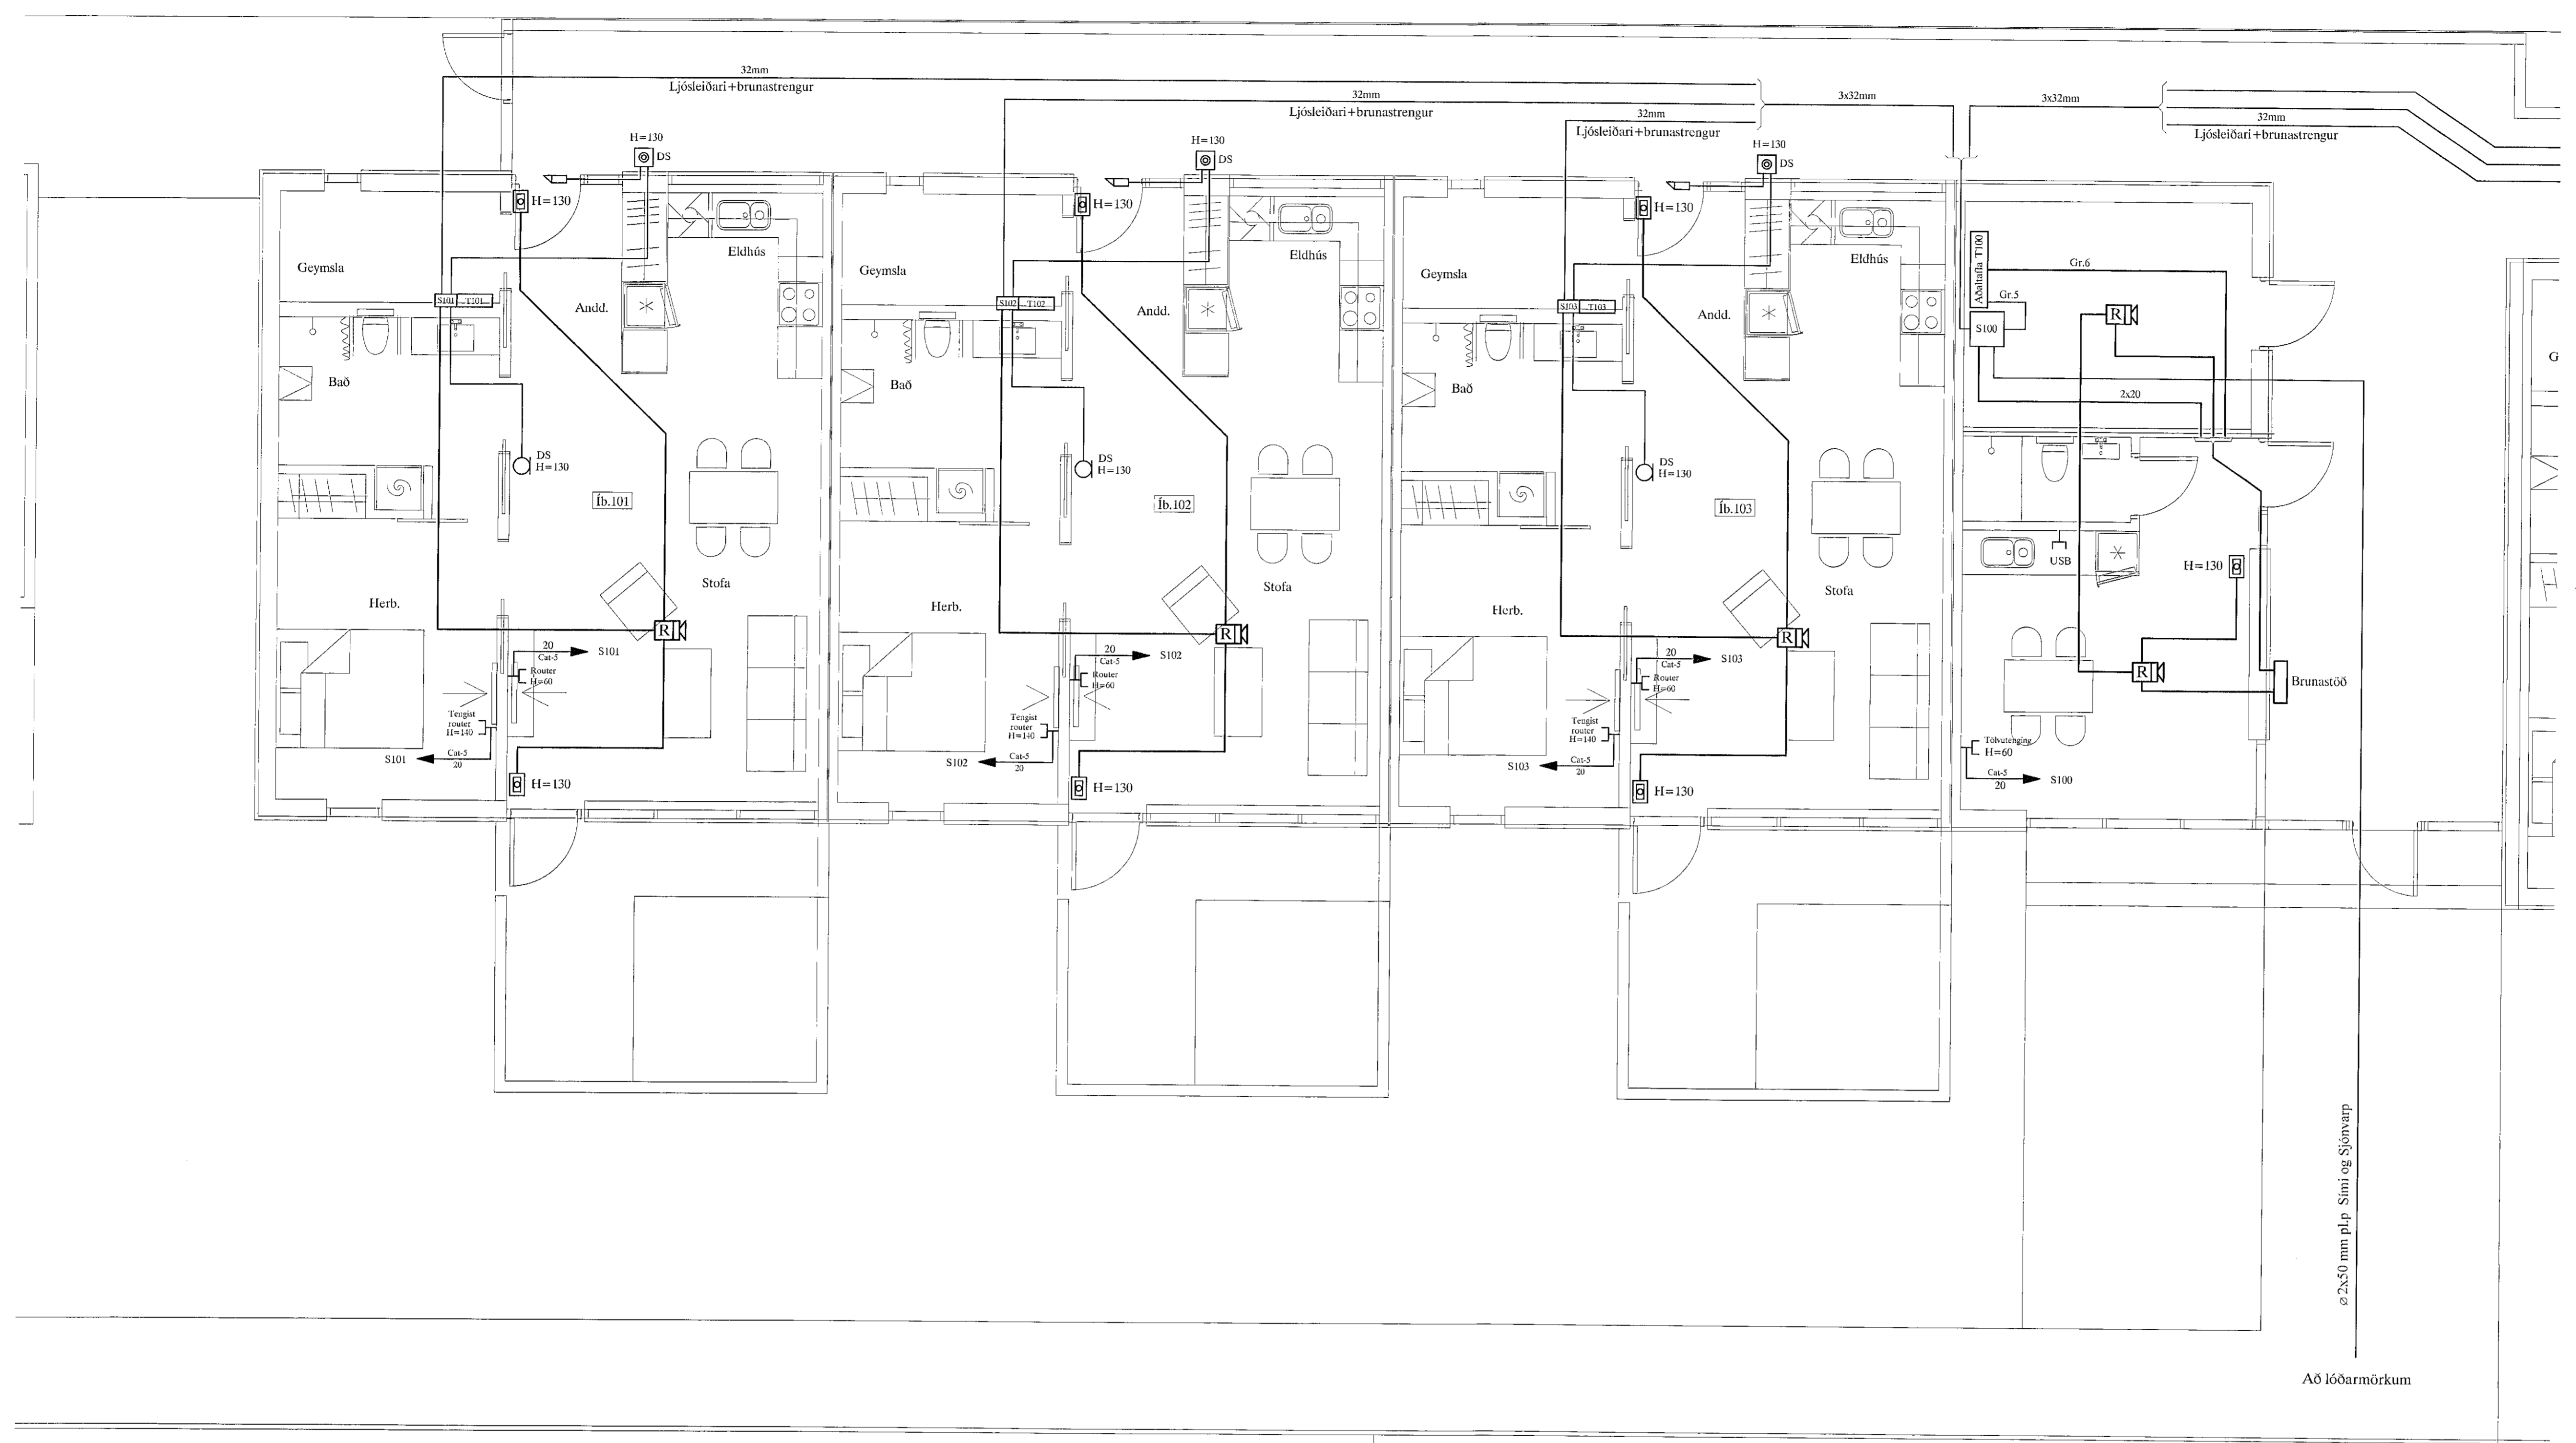 32mm
Ljósleiðari+brunastrengur
32mm
Ljósleiðari+brunastrengur
32mm
Ljósleiðari+brunastrengur
3x32mm
3x32mm
32mm
Ljósleiðari+brunastrengur
H=130
DS
H=130
Geymsla
Eldhús
S101
T101
Andd.
Bað
DS
H=130
Íb.101
Stofa
Herb.
R
20
Cat-5
S101
Router
H=60
Tengist
router
H=140
S101
Cat-5
20
H=130
H=130
DS
H=130
Geymsla
Eldhús
S102
T102
Andd.
Bað
DS
H=130
Íb.102
Stofa
Herb.
R
20
Cat-5
S102
Router
H=60
Tengist
router
H=140
S102
Cat-5
20
H=130
H=130
DS
H=130
Geymsla
Eldhús
S103
T103
Andd.
Bað
DS
H=130
Íb.103
Stofa
Herb.
R
20
Cat-5
S103
Router
H=60
Tengist
router
H=140
S103
Cat-5
20
H=130
Aðaltafla T100
Gr.6
Gr.5
S100
R
2x20
USB
H=130
R
Brunastöð
Tölvutenging
H=60
Cat-5
20
S100
G
⌀ 2x50 mm pl.p Sími og Sjónvarp
Að lóðarmörkum